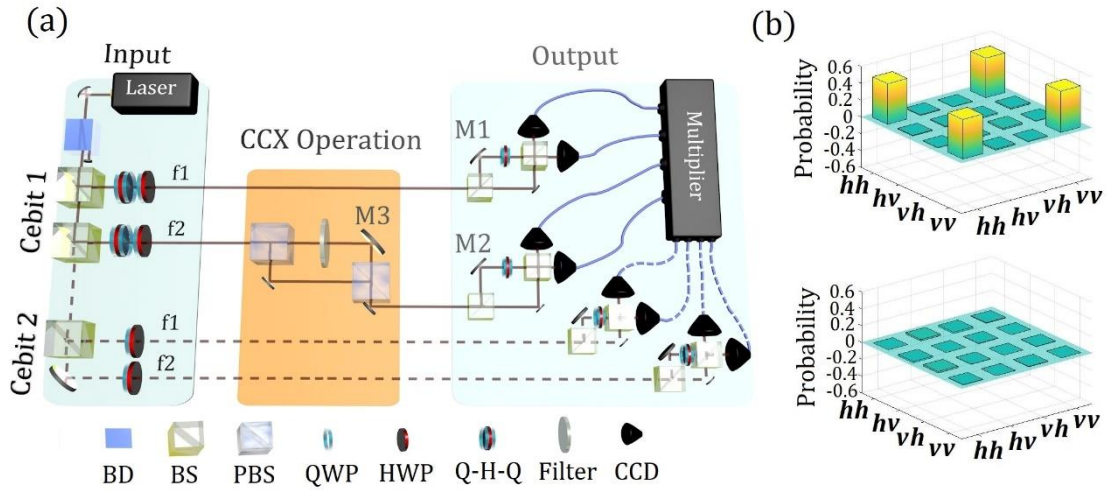 (a)
Input
Laser
Cebit 1
f1
f2
Cebit 2
f1
f2
CCX Operation
M3
Output
M1
M2
Multiplier
BD
BS
PBS
QWP
HWP
Q-H-Q
Filter
CCD
(b)
Probability
0.6
0.4
0.2
0
-0.2
-0.4
-0.6
hh
hv
vh
vv
hh
hv
vh
vv
Probability
0.6
0.4
0.2
0
-0.2
-0.4
-0.6
hh
hv
vh
vv
hh
hv
vh
vv